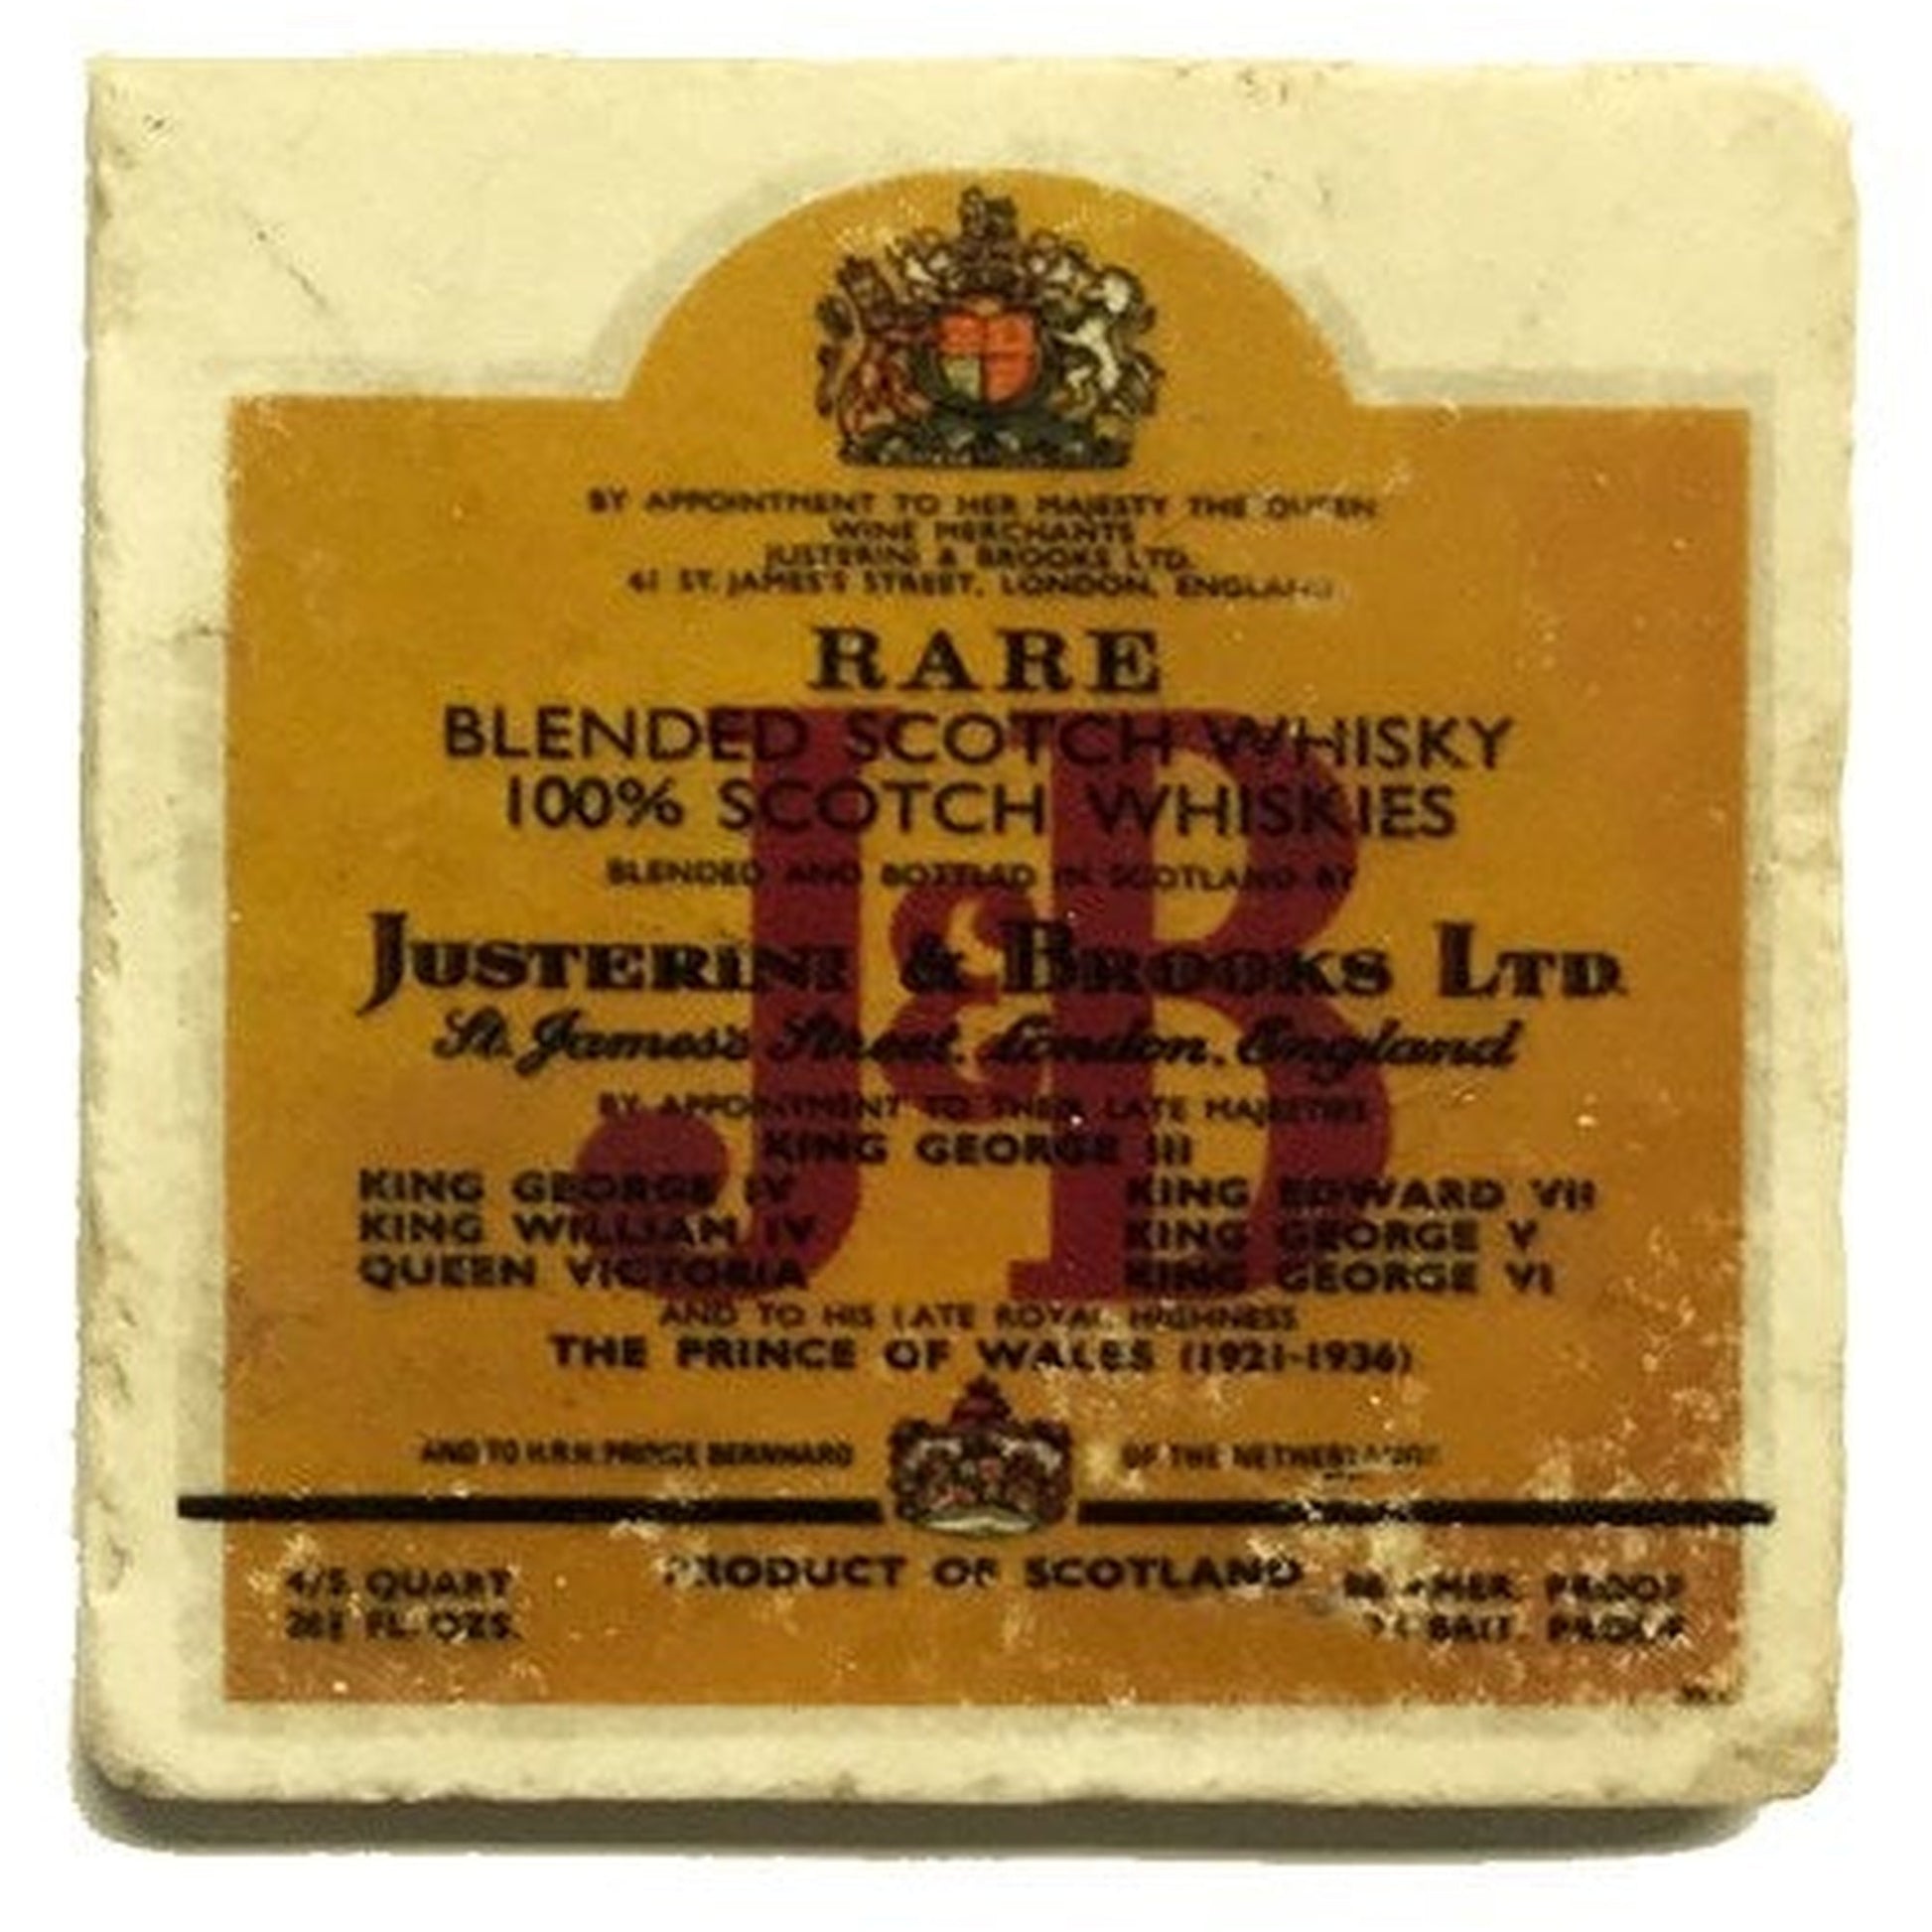 BY APPOINTMENT TO HER MAJESTY THE QUEEN
WINE MERCHANTS
JUSTERINI & BROOKS LTD.
61 ST. JAMES'S STREET, LONDON, ENGLAND
RARE
BLENDED SCOTCH WHISKY
100% SCOTCH WHISKIES
BLENDED AND BOTTLED IN SCOTLAND BY
J&B
JUSTERINI & BROOKS LTD.
St. James's Street, London, England
BY APPOINTMENT TO THEIR LATE MAJESTIES
KING GEORGE III
KING GEORGE IV KING EDWARD VII
KING WILLIAM IV KING GEORGE V
QUEEN VICTORIA KING GEORGE VI
AND TO HIS LATE ROYAL HIGHNESS
THE PRINCE OF WALES (1921-1936)
AND TO H.R.H. PRINCE BERNHARD OF THE NETHERLANDS
PRODUCT OF SCOTLAND
4/5 QUART PROOF
FL. OZS. BRIT. PROOF